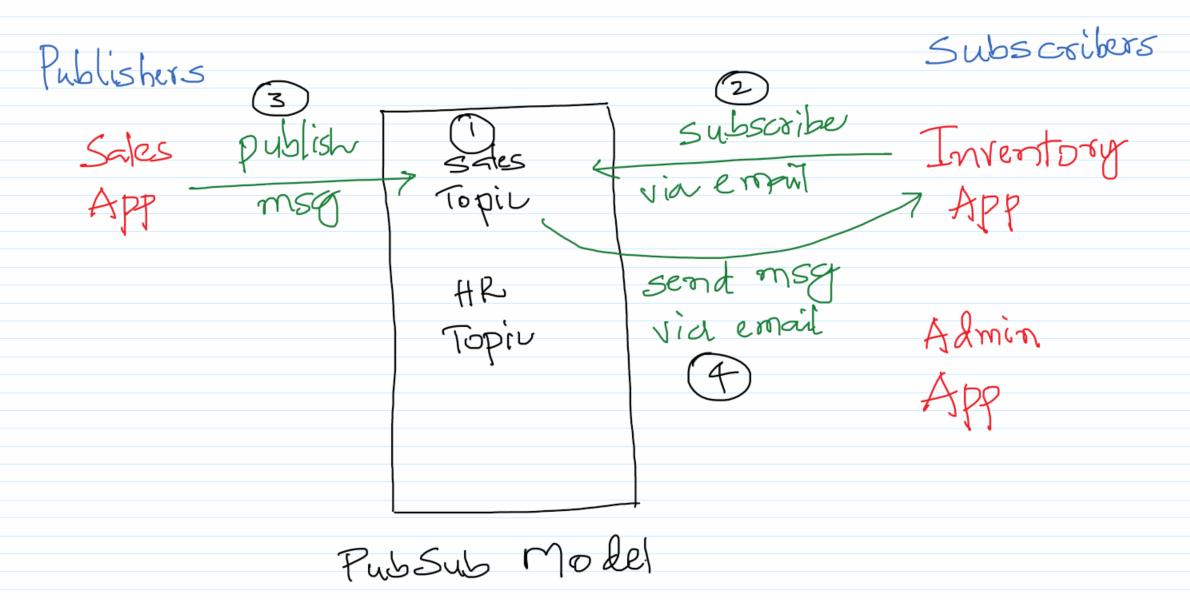 Publishers
Subscribers
3
2
publish
1
subscribe
Sales
App
msg
Sales
Topic
via email
Inventory
App
HR
Topic
send msg
via email
4
Admin
App
PubSub Model